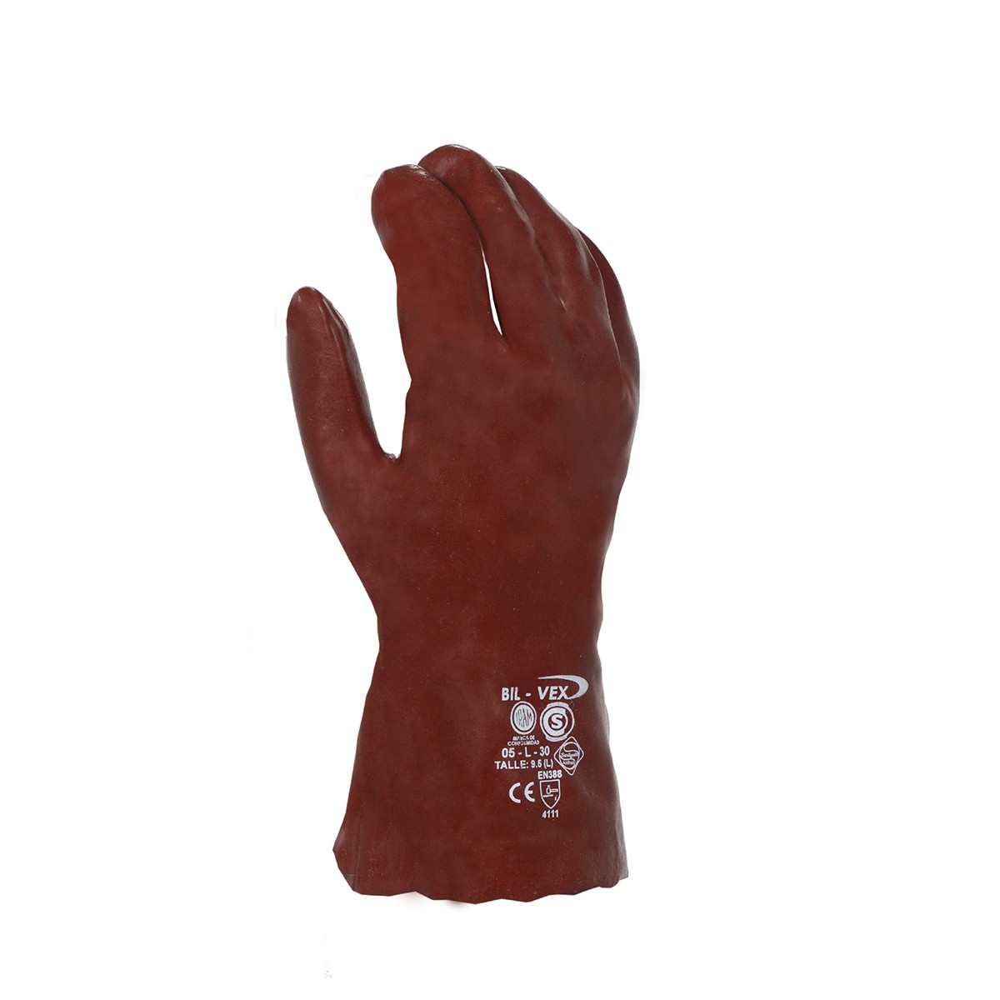 BIL - VEX
IRAM S
MARCA DE
CONFORMIDAD
05 - L - 30
TALLE: 9.5 (L)
EN388
CE
4111